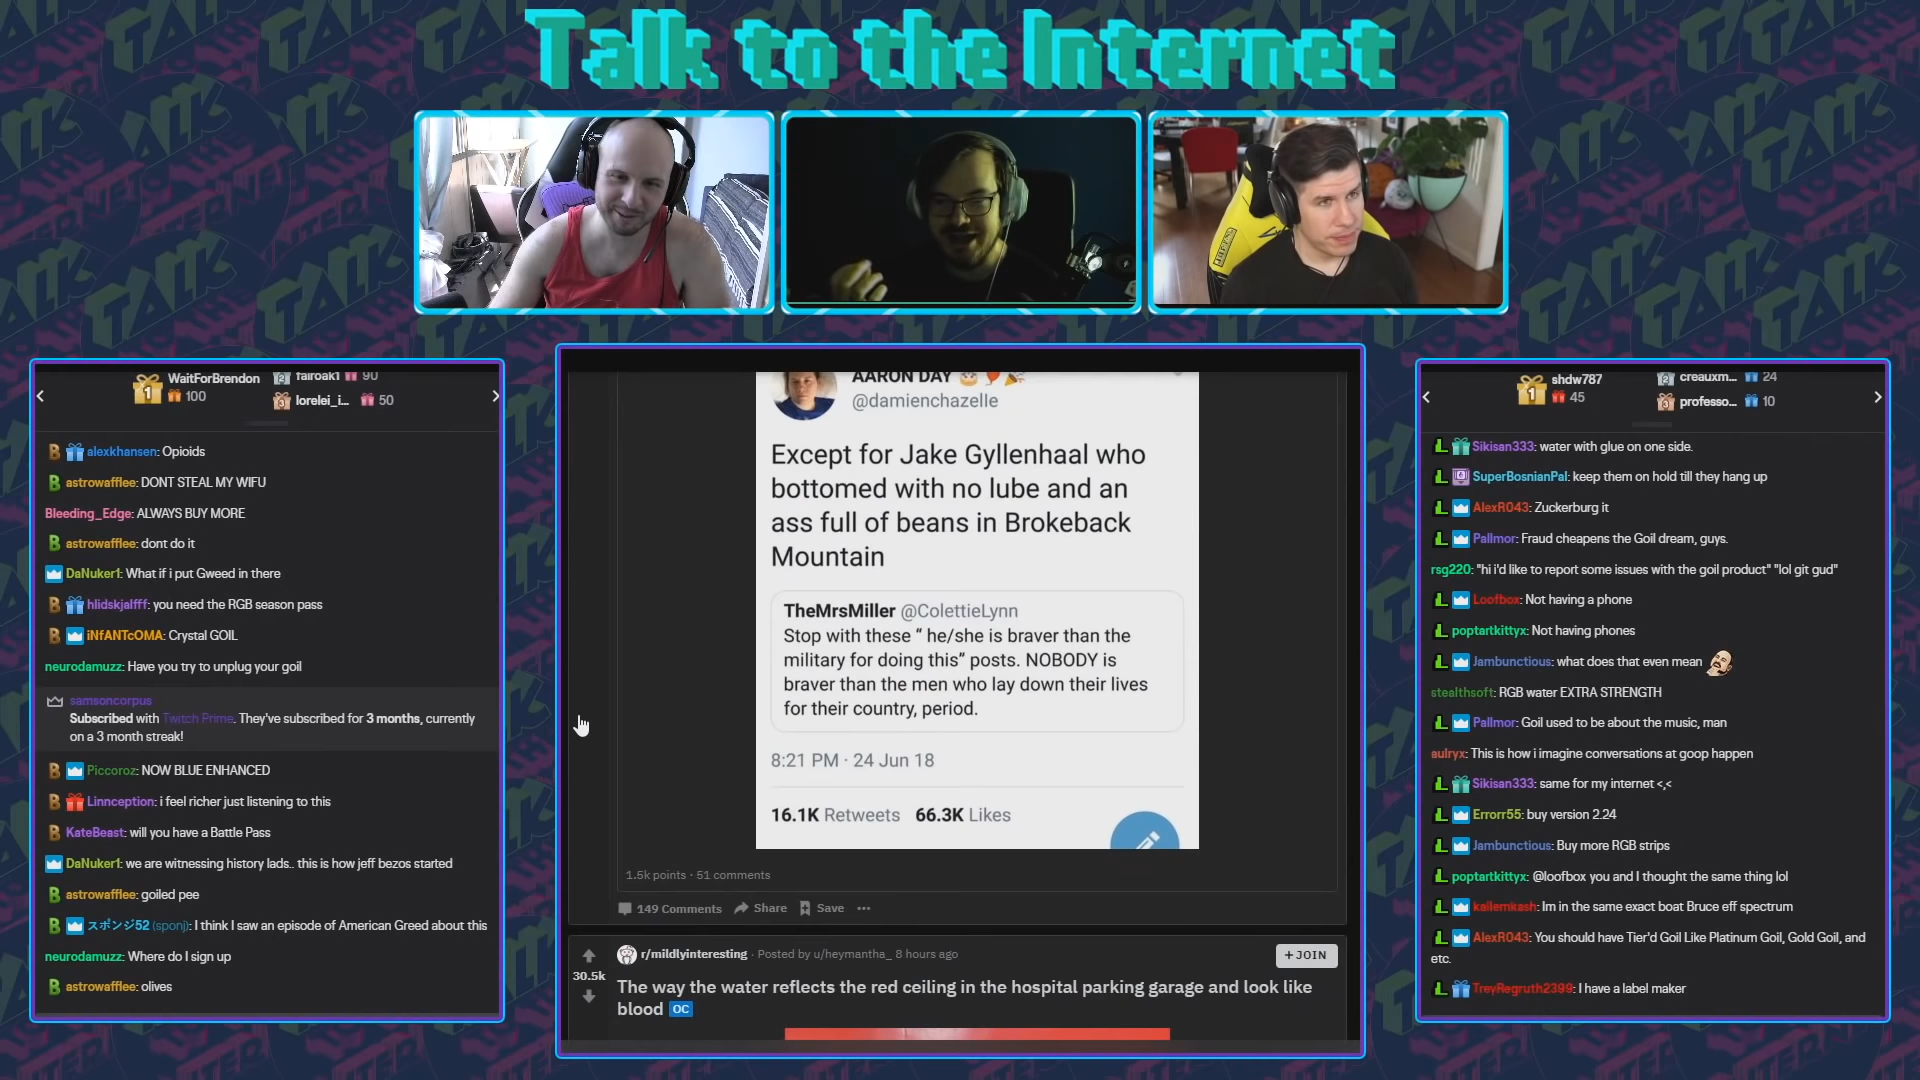 Talk to the Internet
WaitForBrendon
100
fairoak1 90
lorelei_i... 50
alexkhansen: Opioids
astrowafflee: DONT STEAL MY WIFU
Bleeding_Edge: ALWAYS BUY MORE
astrowafflee: dont do it
DaNuker1: What if i put Gweed in there
hlidskjalfff: you need the RGB season pass
iNfANTcOMA: Crystal GOIL
neurodamuzz: Have you try to unplug your goil
samsoncorpus
Subscribed with Twitch Prime. They've subscribed for 3 months, currently
on a 3 month streak!
Piccoroz: NOW BLUE ENHANCED
Linnception: i feel richer just listening to this
KateBeast: will you have a Battle Pass
DaNuker1: we are witnessing history lads.. this is how jeff bezos started
astrowafflee: goiled pee
スポンジ52 (sponj): I think I saw an episode of American Greed about this
neurodamuzz: Where do I sign up
astrowafflee: olives
AARON DAY
@damienchazelle
Except for Jake Gyllenhaal who
bottomed with no lube and an
ass full of beans in Brokeback
Mountain
TheMrsMiller @ColettieLynn
Stop with these “ he/she is braver than the
military for doing this” posts. NOBODY is
braver than the men who lay down their lives
for their country, period.
8:21 PM · 24 Jun 18
16.1K Retweets 66.3K Likes
1.5k points · 51 comments
149 Comments Share Save ...
r/mildlyinteresting · Posted by u/heymantha_ 8 hours ago
+ JOIN
30.5k
The way the water reflects the red ceiling in the hospital parking garage and look like
blood OC
shdw787
45
creauxm... 24
professo... 10
Sikisan333: water with glue on one side.
SuperBosnianPal: keep them on hold till they hang up
AlexR043: Zuckerburg it
Pallmor: Fraud cheapens the Goil dream, guys.
rsg220: "hi i'd like to report some issues with the goil product" "lol git gud"
Loofbox: Not having a phone
poptartkittyx: Not having phones
Jambunctious: what does that even mean
stealthsoft: RGB water EXTRA STRENGTH
Pallmor: Goil used to be about the music, man
aulryx: This is how i imagine conversations at goop happen
Sikisan333: same for my internet <,<
Errorr55: buy version 2.24
Jambunctious: Buy more RGB strips
poptartkittyx: @loofbox you and I thought the same thing lol
kailemkash: Im in the same exact boat Bruce eff spectrum
AlexR043: You should have Tier'd Goil Like Platinum Goil, Gold Goil, and
etc.
TreyRegruth2399: I have a label maker